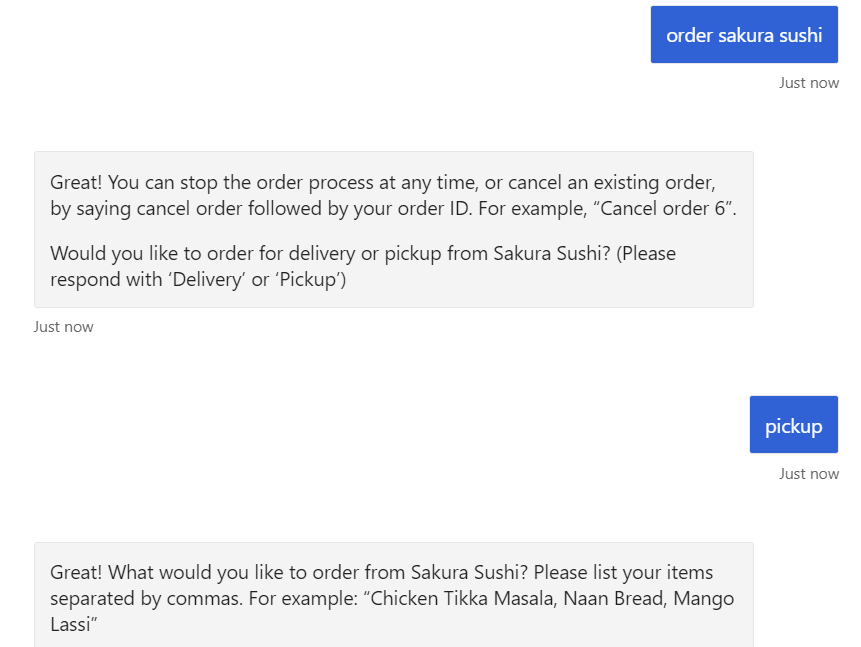 order sakura sushi
Just now
Great! You can stop the order process at any time, or cancel an existing order,
by saying cancel order followed by your order ID. For example, “Cancel order 6”.
Would you like to order for delivery or pickup from Sakura Sushi? (Please
respond with ‘Delivery’ or ‘Pickup’)
Just now
pickup
Just now
Great! What would you like to order from Sakura Sushi? Please list your items
separated by commas. For example: “Chicken Tikka Masala, Naan Bread, Mango
Lassi”